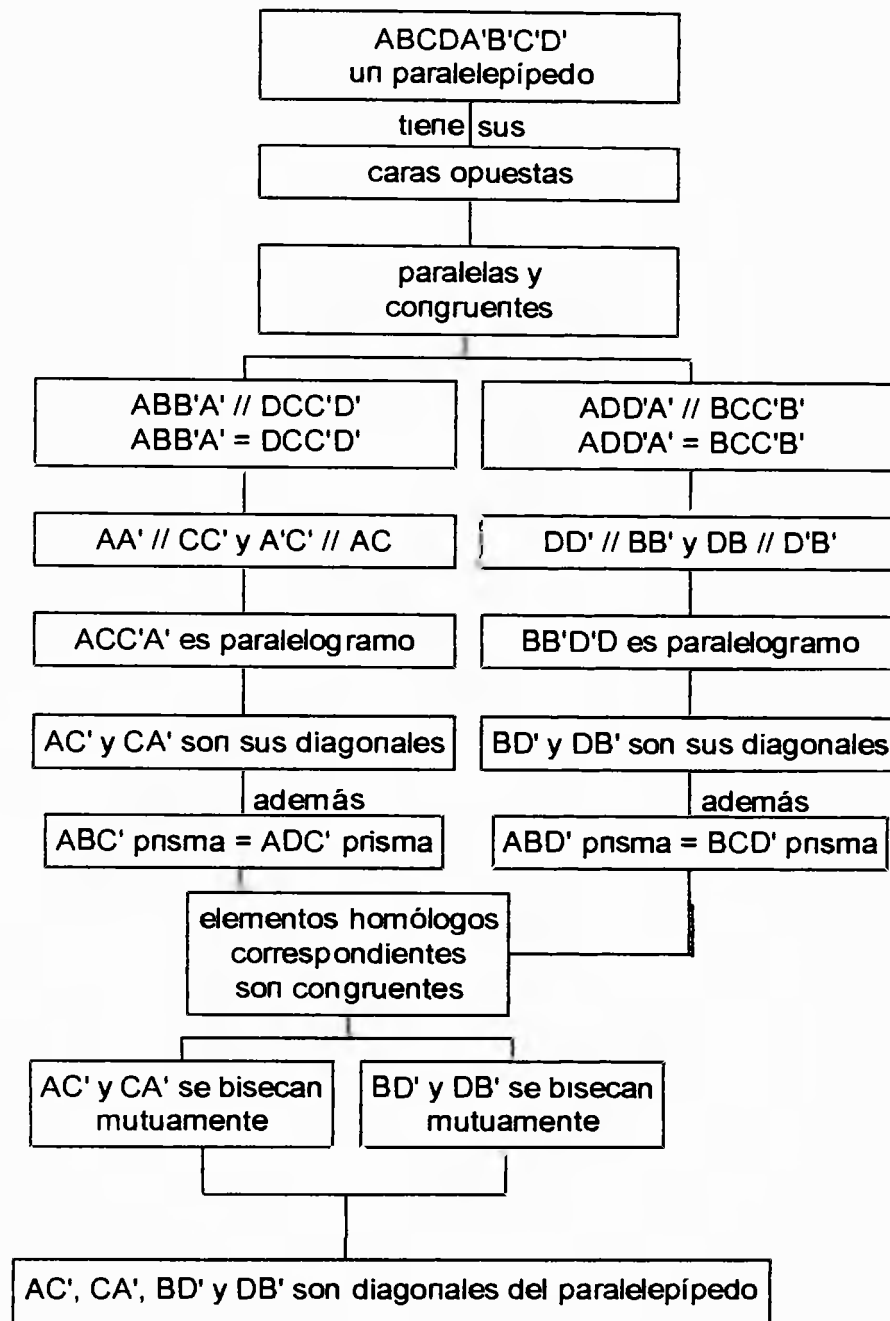 ABCDA'B'C'D'
un paralelepípedo
tiene sus
caras opuestas
paralelas y
congruentes
ABB'A' // DCC'D'
ABB'A' = DCC'D'
ADD'A' // BCC'B'
ADD'A' = BCC'B'
AA' // CC' y A'C' // AC
DD' // BB' y DB // D'B'
ACC'A' es paralelogramo
BB'D'D es paralelogramo
AC' y CA' son sus diagonales
BD' y DB' son sus diagonales
además
además
ABC' prisma = ADC' prisma
ABD' prisma = BCD' prisma
elementos homólogos
correspondientes
son congruentes
AC' y CA' se bisecan
mutuamente
BD' y DB' se bisecan
mutuamente
AC', CA', BD' y DB' son diagonales del paralelepípedo